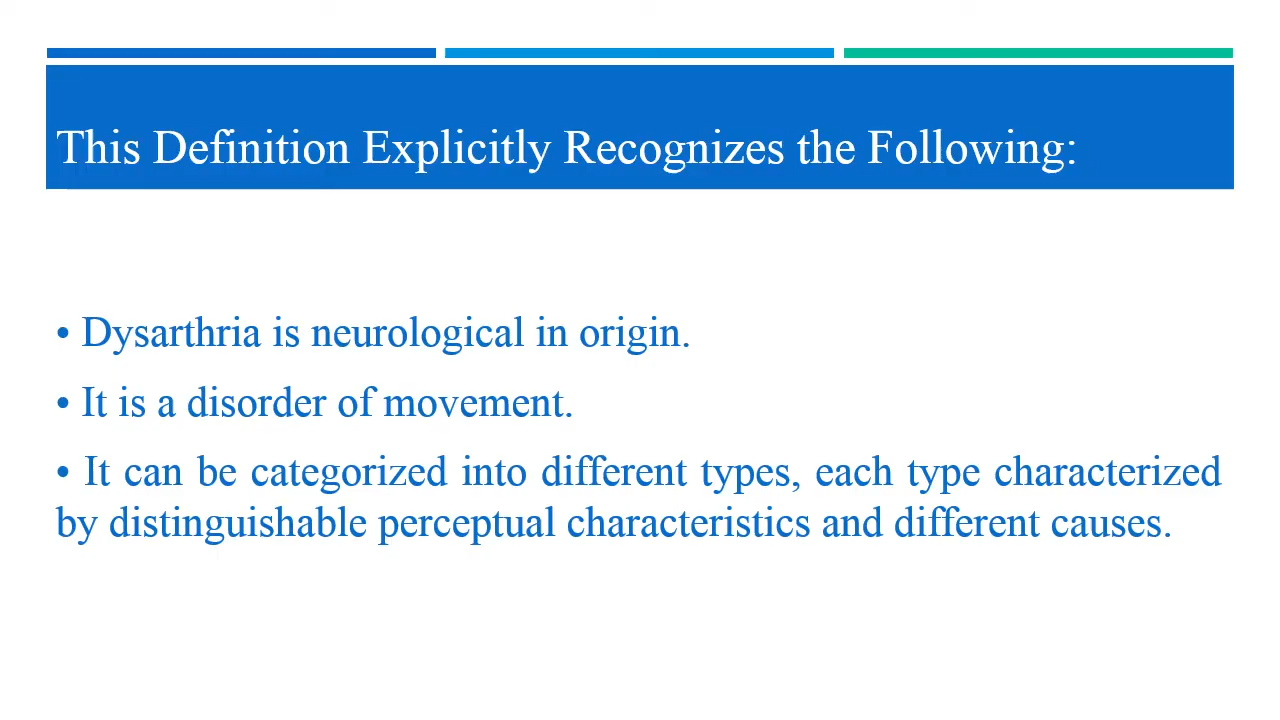 This Definition Explicitly Recognizes the Following:
• Dysarthria is neurological in origin.
• It is a disorder of movement.
• It can be categorized into different types, each type characterized
by distinguishable perceptual characteristics and different causes.